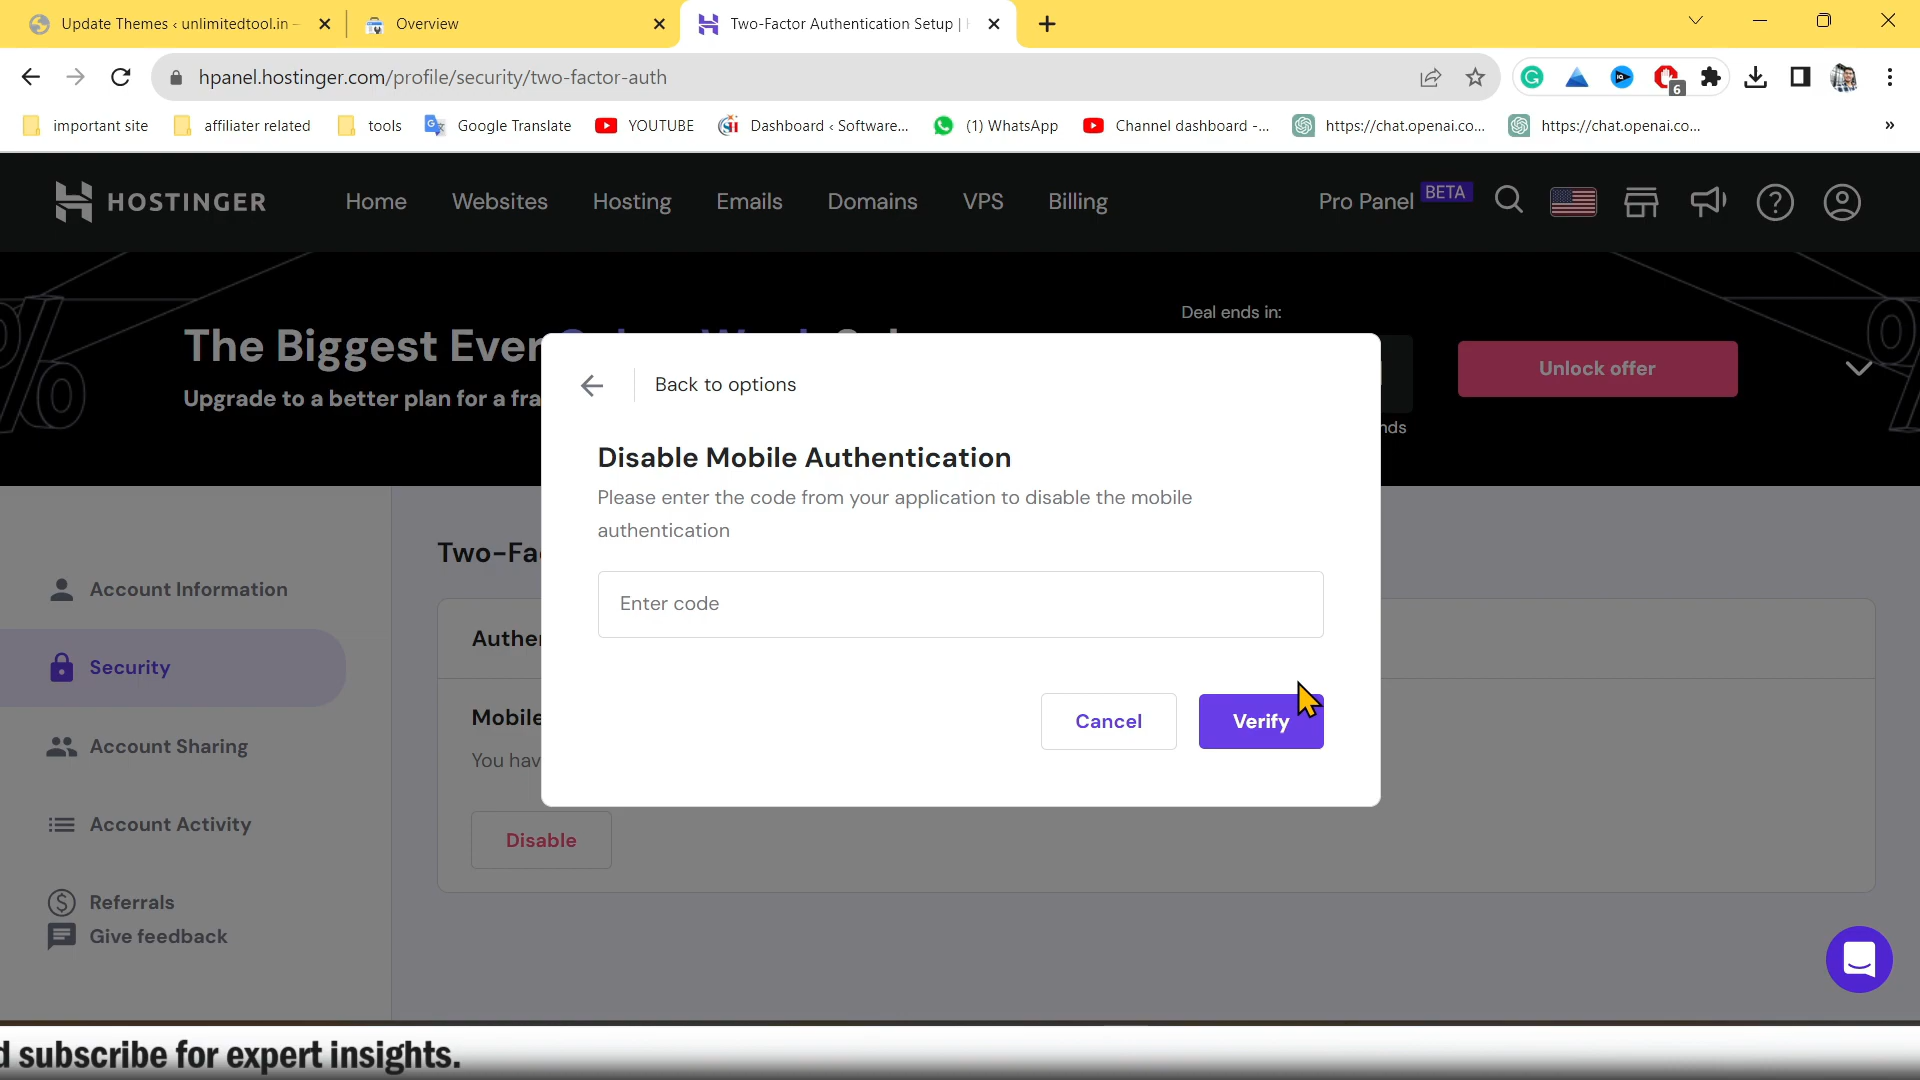 Update Themes ‹ unlimitedtool.in –
Overview
Two-Factor Authentication Setup |
hpanel.hostinger.com/profile/security/two-factor-auth
6
important site
affiliater related
tools
Google Translate
YOUTUBE
Dashboard ‹ Software...
(1) WhatsApp
Channel dashboard -...
https://chat.openai.co...
https://chat.openai.co...
»
HOSTINGER
Home
Websites
Hosting
Emails
Domains
VPS
Billing
Pro Panel BETA
Deal ends in:
The Biggest Ever
Upgrade to a better plan for a fra
Unlock offer
nds
Back to options
Disable Mobile Authentication
Please enter the code from your application to disable the mobile
authentication
Enter code
Cancel
Verify
Two-Fa
Authe
Mobile
You hav
Disable
Account Information
Security
Account Sharing
Account Activity
Referrals
Give feedback
d subscribe for expert insights.